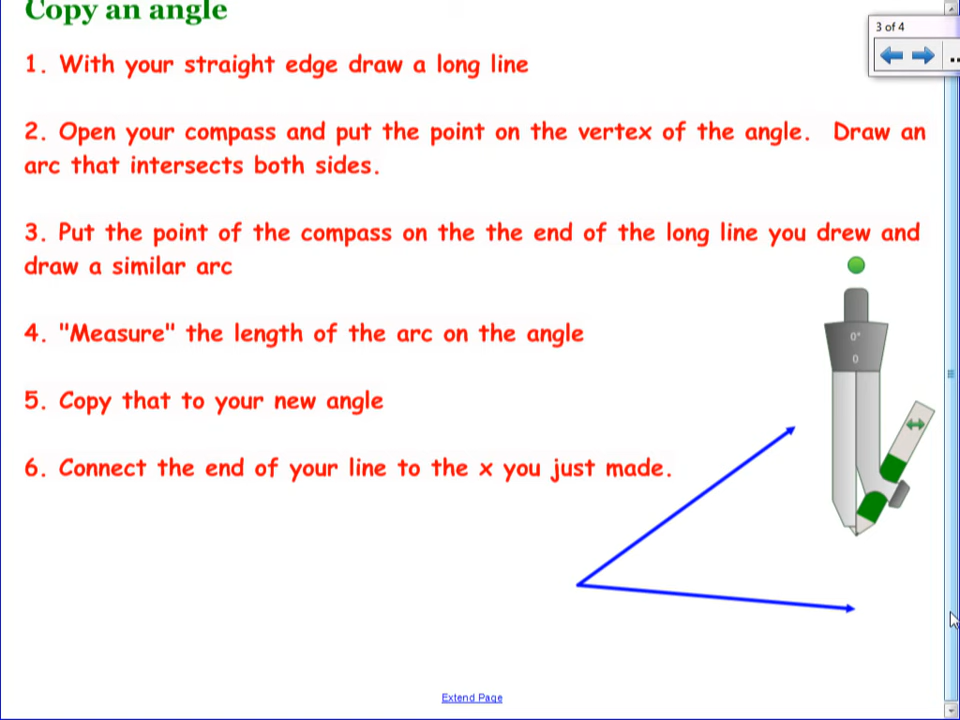 Copy an angle
3 of 4
1. With your straight edge draw a long line
2. Open your compass and put the point on the vertex of the angle. Draw an
arc that intersects both sides.
3. Put the point of the compass on the the end of the long line you drew and
draw a similar arc
0°
0
4. "Measure" the length of the arc on the angle
5. Copy that to your new angle
6. Connect the end of your line to the x you just made.
Extend Page